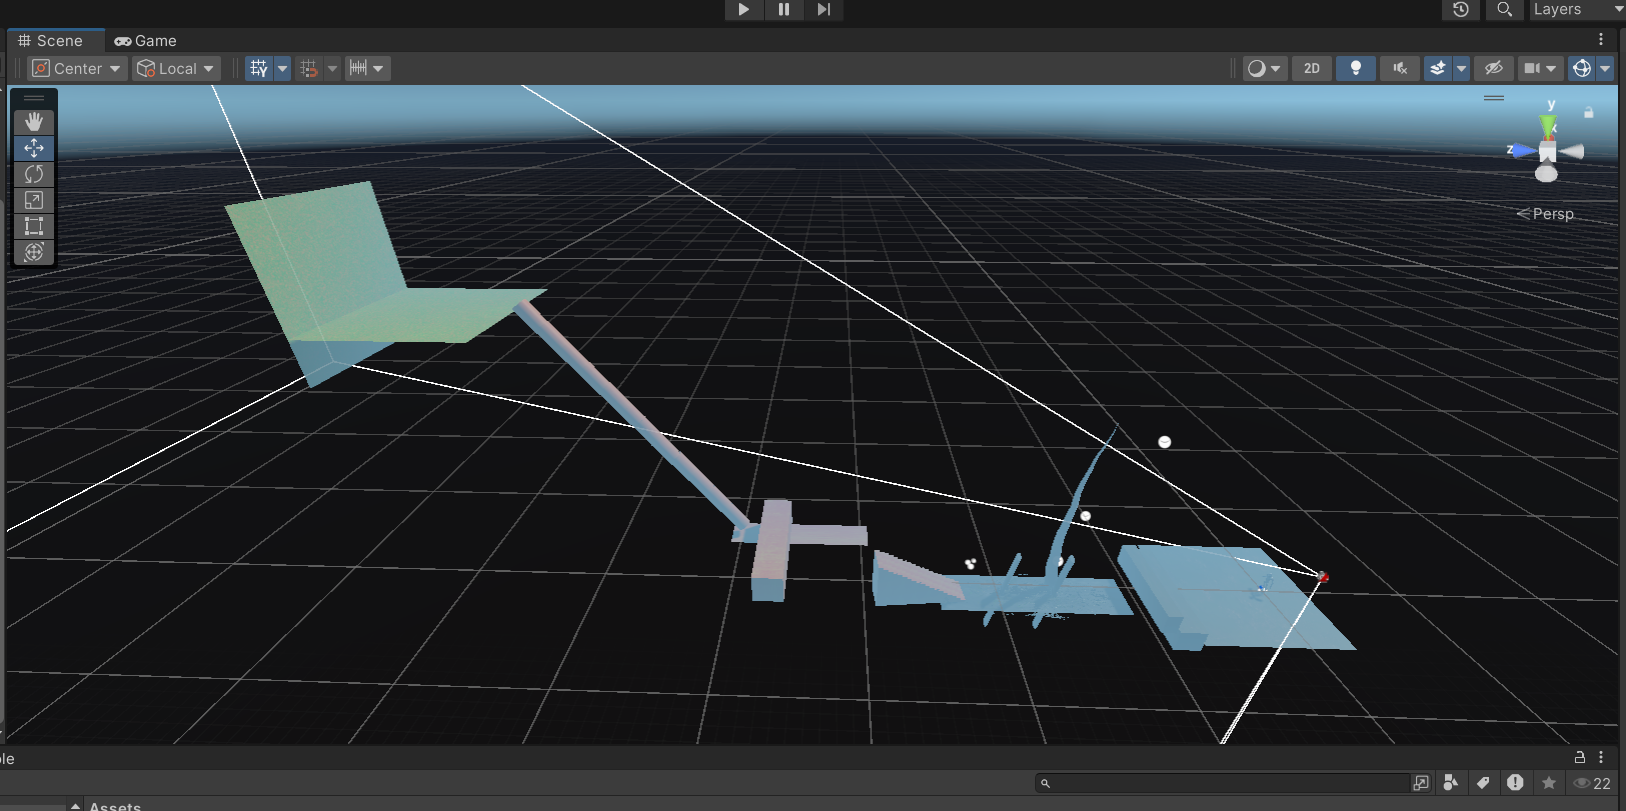 Layers
Scene
Game
Center
Local
2D
y
x
z
Persp
le
22
Assets